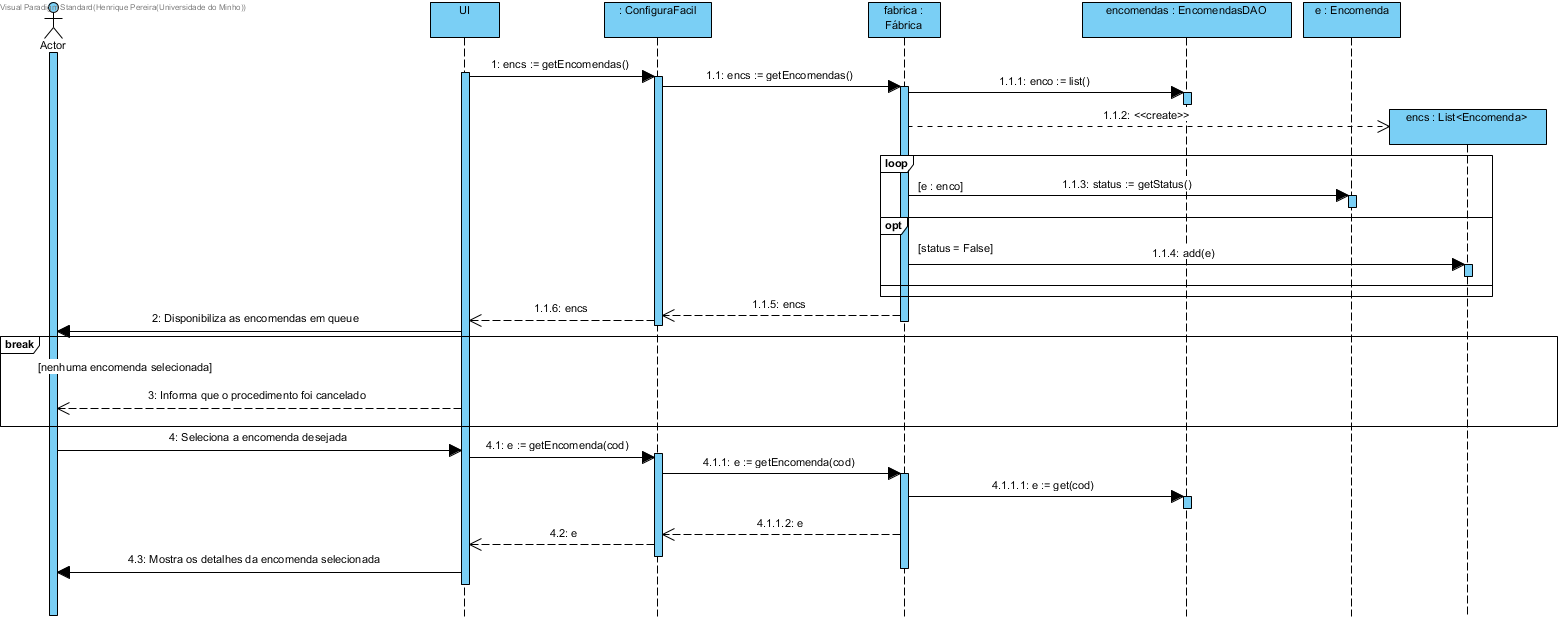 Visual Paradigm Standard(Henrique Pereira(Universidade do Minho))
Actor
UI
: ConfiguraFacil
fabrica :
Fábrica
encomendas : EncomendasDAO
e : Encomenda
encs : List<Encomenda>
1: encs := getEncomendas()
1.1: encs := getEncomendas()
1.1.1: enco := list()
1.1.2: <<create>>
loop
[e : enco]
1.1.3: status := getStatus()
opt
[status = False]
1.1.4: add(e)
1.1.5: encs
1.1.6: encs
2: Disponibiliza as encomendas em queue
break
[nenhuma encomenda selecionada]
3: Informa que o procedimento foi cancelado
4: Seleciona a encomenda desejada
4.1: e := getEncomenda(cod)
4.1.1: e := getEncomenda(cod)
4.1.1.1: e := get(cod)
4.1.1.2: e
4.2: e
4.3: Mostra os detalhes da encomenda selecionada